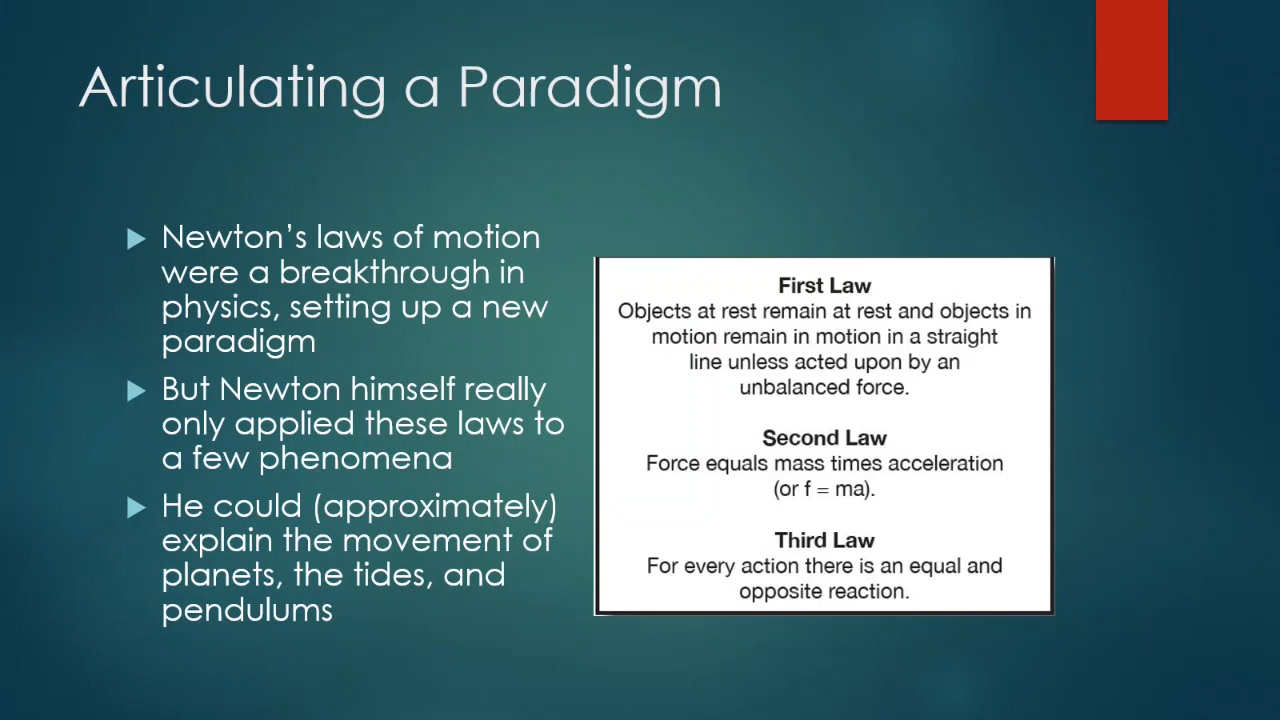 Articulating a Paradigm
Newton’s laws of motion
were a breakthrough in
physics, setting up a new
paradigm
But Newton himself really
only applied these laws to
a few phenomena
He could (approximately)
explain the movement of
planets, the tides, and
pendulums
First Law
Objects at rest remain at rest and objects in
motion remain in motion in a straight
line unless acted upon by an
unbalanced force.
Second Law
Force equals mass times acceleration
(or f = ma).
Third Law
For every action there is an equal and
opposite reaction.